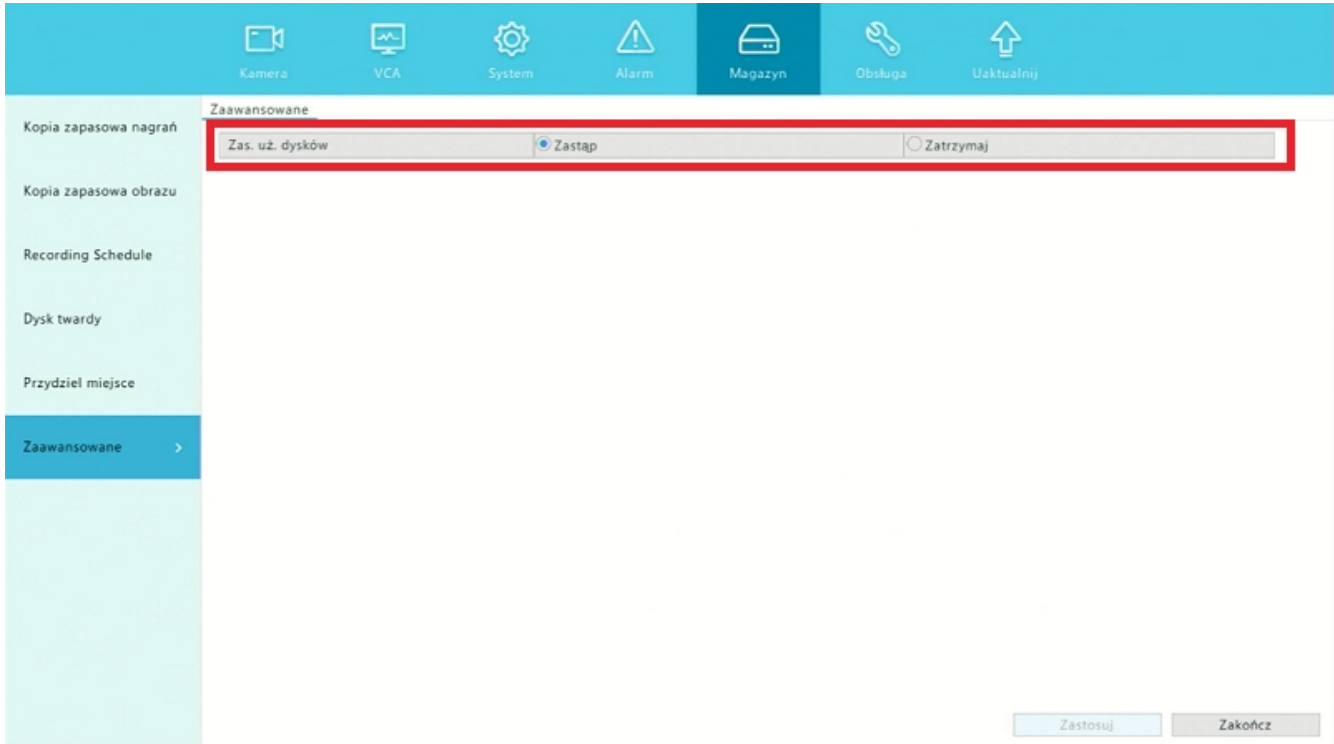 Kamera
VCA
System
Alarm
Magazyn
Obsługa
Uaktualnij
Zaawansowane
Kopia zapasowa nagrań
Zas. uż. dysków
Zastąp
Zatrzymaj
Kopia zapasowa obrazu
Recording Schedule
Dysk twardy
Przydziel miejsce
Zaawansowane >
Zastosuj
Zakończ